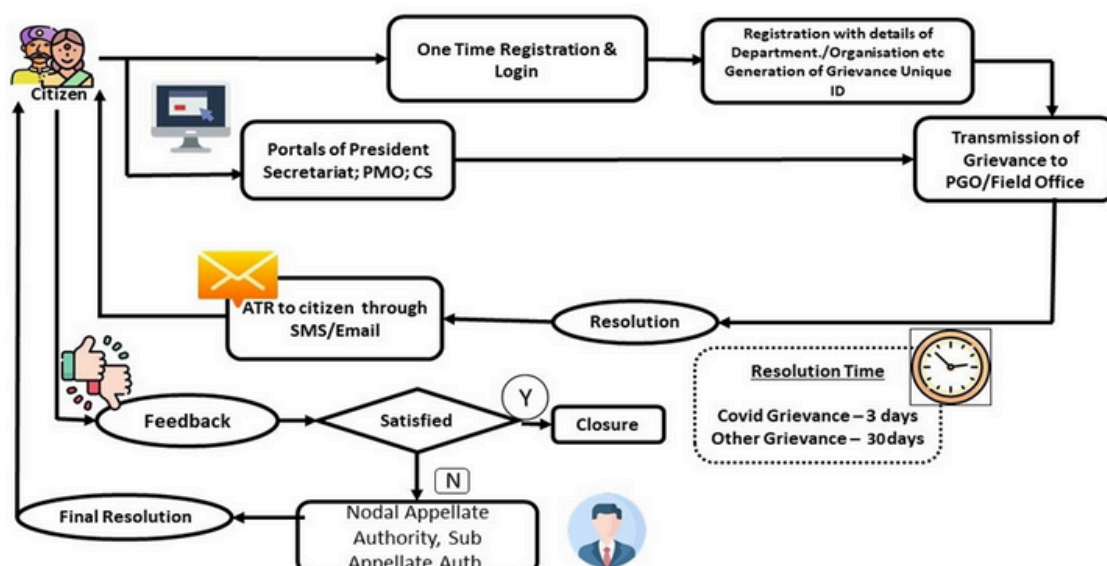 Citizen
One Time Registration &
Login
Registration with details of
Department./Organisation etc
Generation of Grievance Unique
ID
Portals of President
Secretariat; PMO; CS
Transmission of
Grievance to
PGO/Field Office
ATR to citizen through
SMS/Email
Resolution
Resolution Time
Covid Grievance – 3 days
Other Grievance – 30 days
Feedback
Satisfied
Y
Closure
N
Final Resolution
Nodal Appellate
Authority, Sub
Appellate Auth